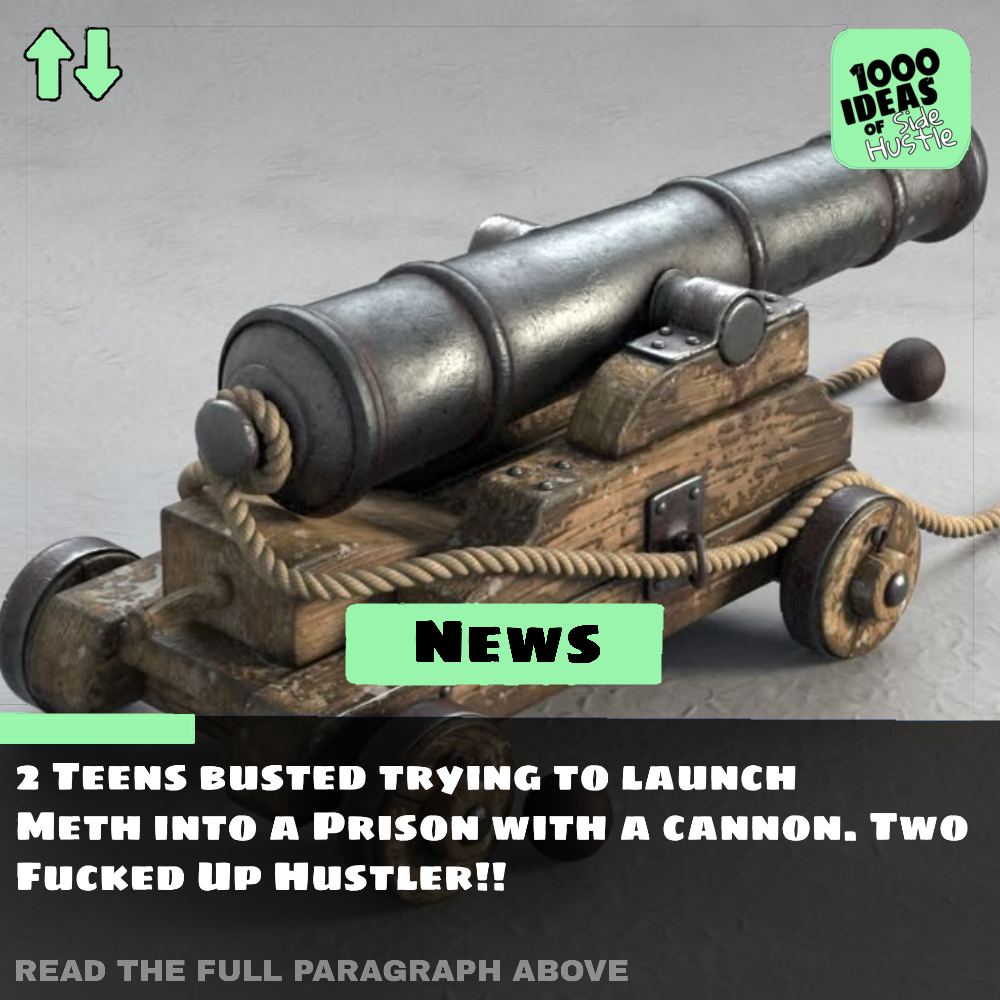 1000
IDEAS
OF Side
Hustle
News
2 Teens busted trying to launch
Meth into a Prison with a cannon. Two
Fucked Up Hustler!!
READ THE FULL PARAGRAPH ABOVE